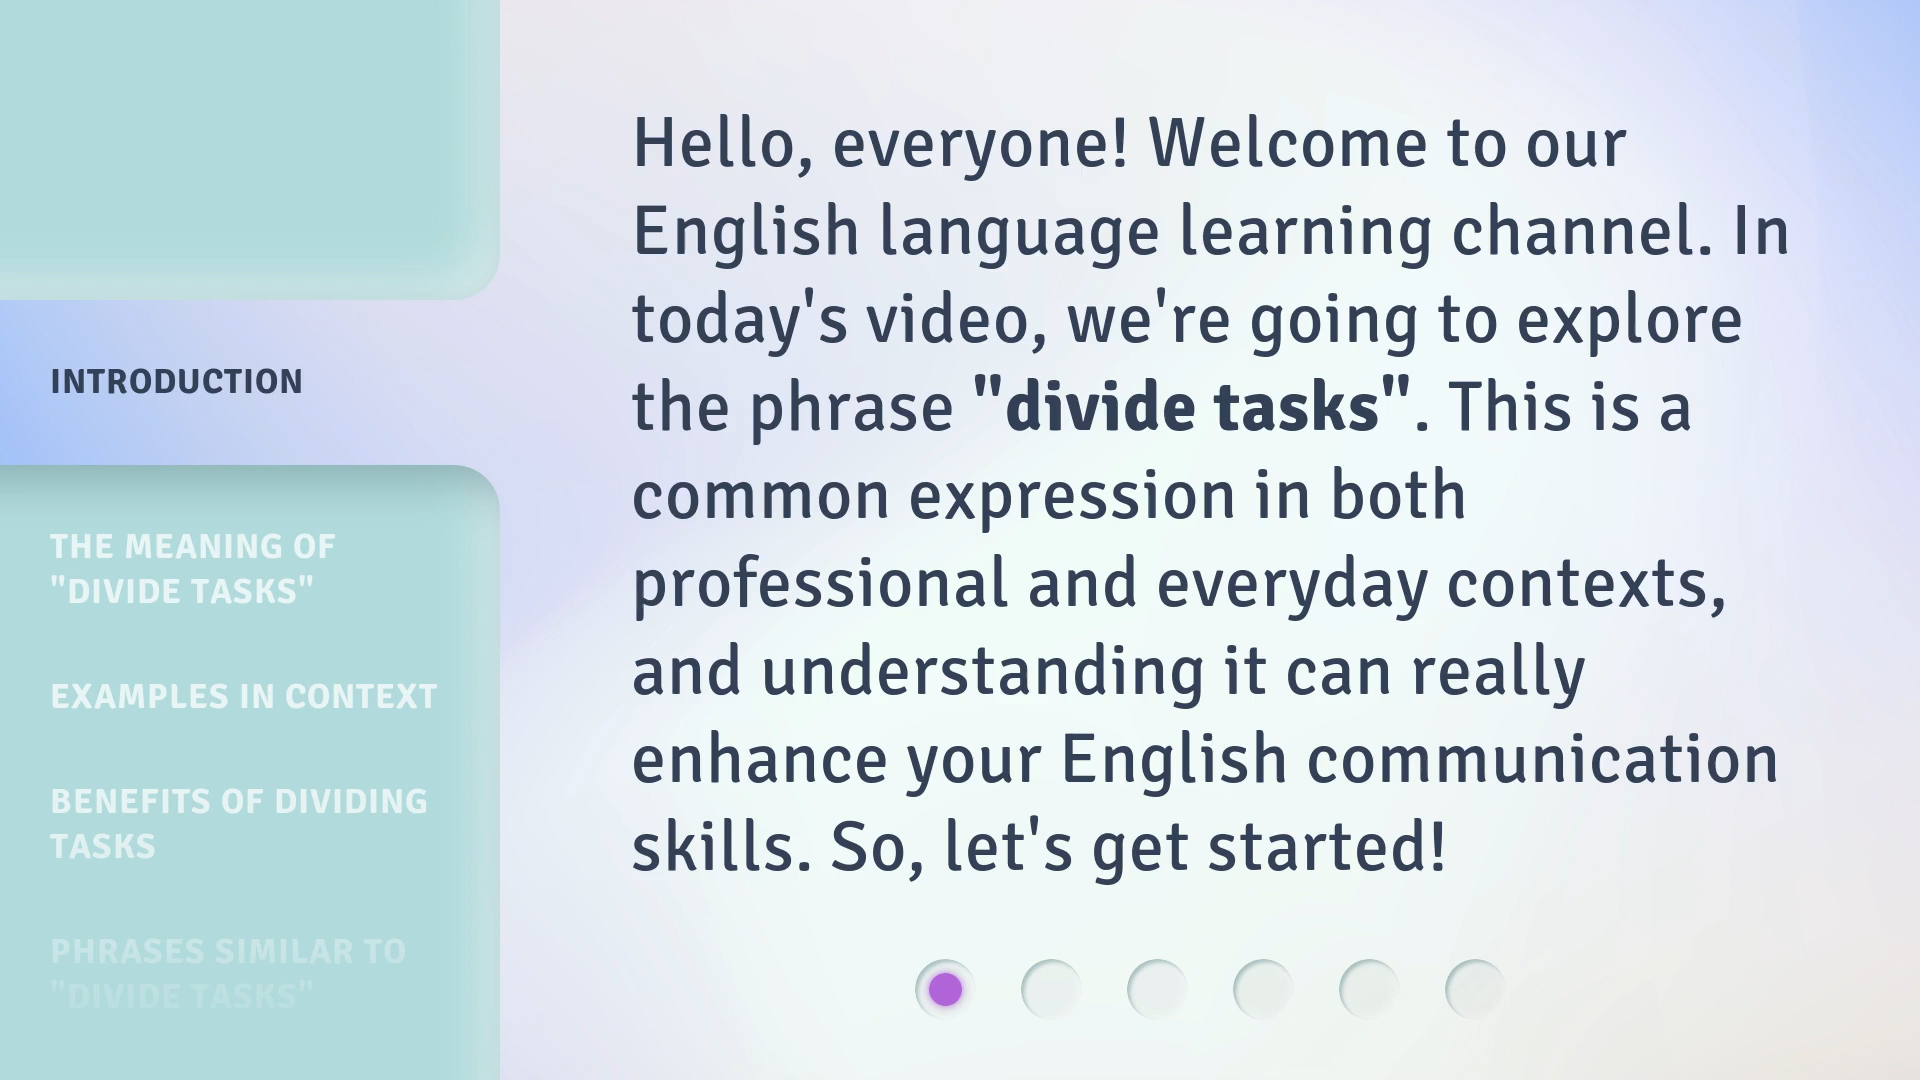 INTRODUCTION
THE MEANING OF
"DIVIDE TASKS"
EXAMPLES IN CONTEXT
BENEFITS OF DIVIDING
TASKS
PHRASES SIMILAR TO
"DIVIDE TASKS"
Hello, everyone! Welcome to our
English language learning channel. In
today's video, we're going to explore
the phrase "divide tasks". This is a
common expression in both
professional and everyday contexts,
and understanding it can really
enhance your English communication
skills. So, let's get started!